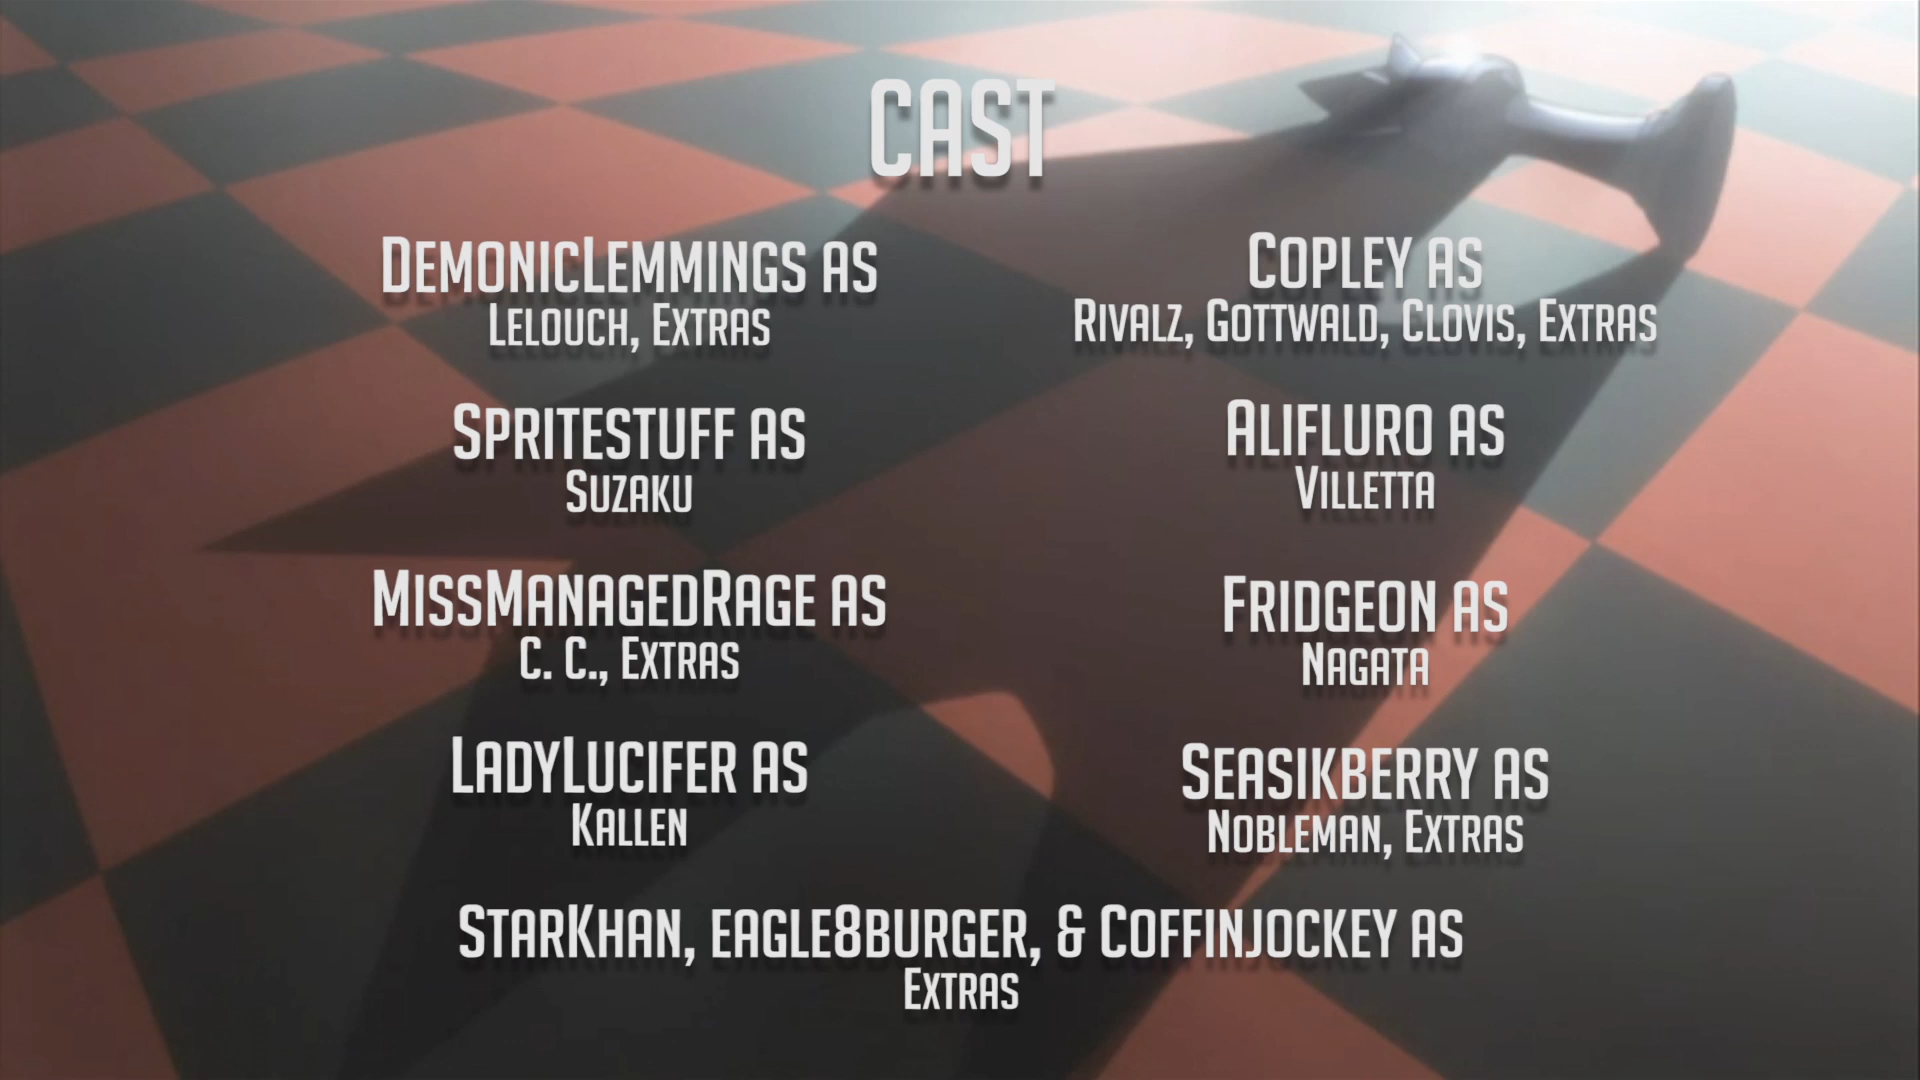 CAST
DemonicLemmings as
Lelouch, Extras
Spritestuff as
Suzaku
MissManagedRage as
C. C., Extras
LadyLucifer as
Kallen
Copley as
Rivalz, Gottwald, Clovis, Extras
Alifluro as
Villetta
Fridgeon as
Nagata
Seasikberry as
Nobleman, Extras
StarKhan, eagle8burger, & Coffinjockey as
Extras